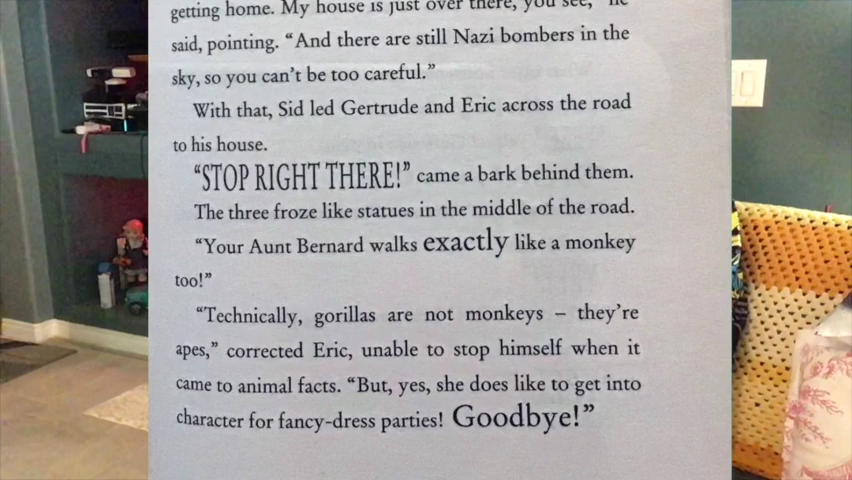 getting home. My house is just over there, you see," he
said, pointing. "And there are still Nazi bombers in the
sky, so you can't be too careful."
With that, Sid led Gertrude and Eric across the road
to his house.
"STOP RIGHT THERE!" came a bark behind them.
The three froze like statues in the middle of the road.
"Your Aunt Bernard walks exactly like a monkey
too!"
"Technically, gorillas are not monkeys – they're
apes," corrected Eric, unable to stop himself when it
came to animal facts. "But, yes, she does like to get into
character for fancy-dress parties! Goodbye!"